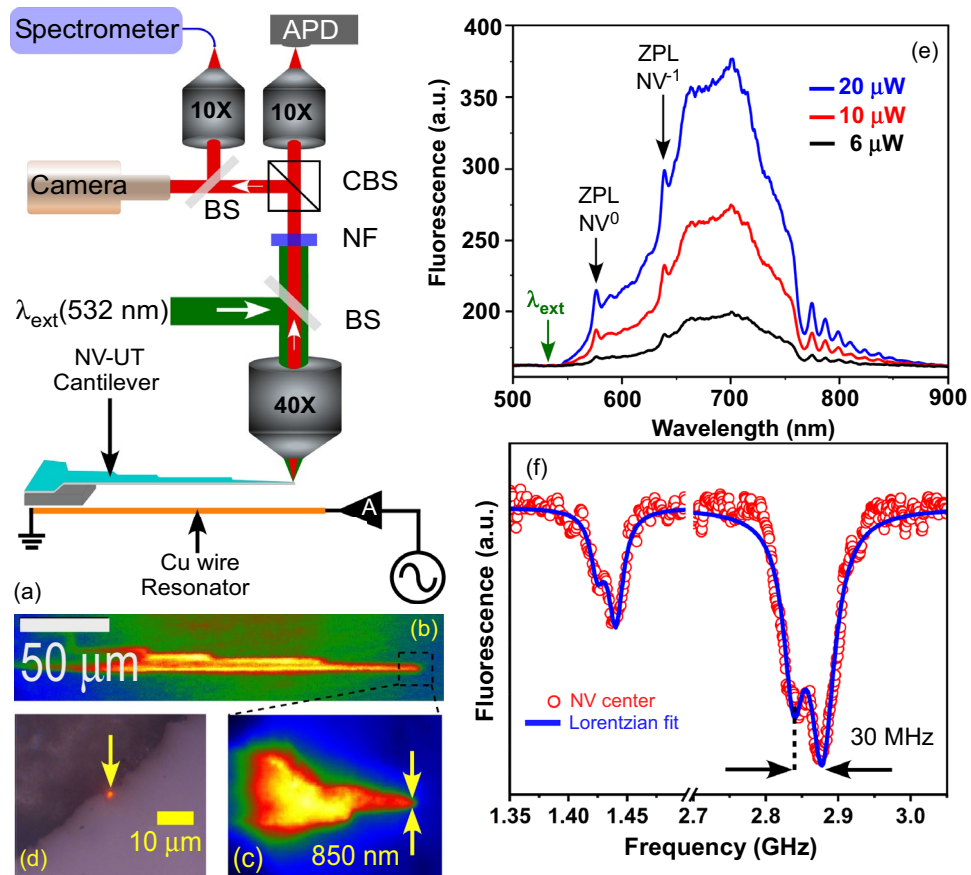 Spectrometer
APD
10X
10X
Camera
BS
CBS
NF
λext(532 nm)
BS
NV-UT
Cantilever
40X
A
Cu wire
Resonator
(a)
(b)
50 μm
(d)
10 μm
(c)
850 nm
(e)
Fluorescence (a.u.)
400
350
300
250
200
ZPL
NV-1
ZPL
NV0
λext
20 μW
10 μW
6 μW
500
600
700
800
900
Wavelength (nm)
(f)
Fluorescence (a.u.)
NV center
Lorentzian fit
30 MHz
1.35
1.40
1.45
2.7
2.8
2.9
3.0
Frequency (GHz)